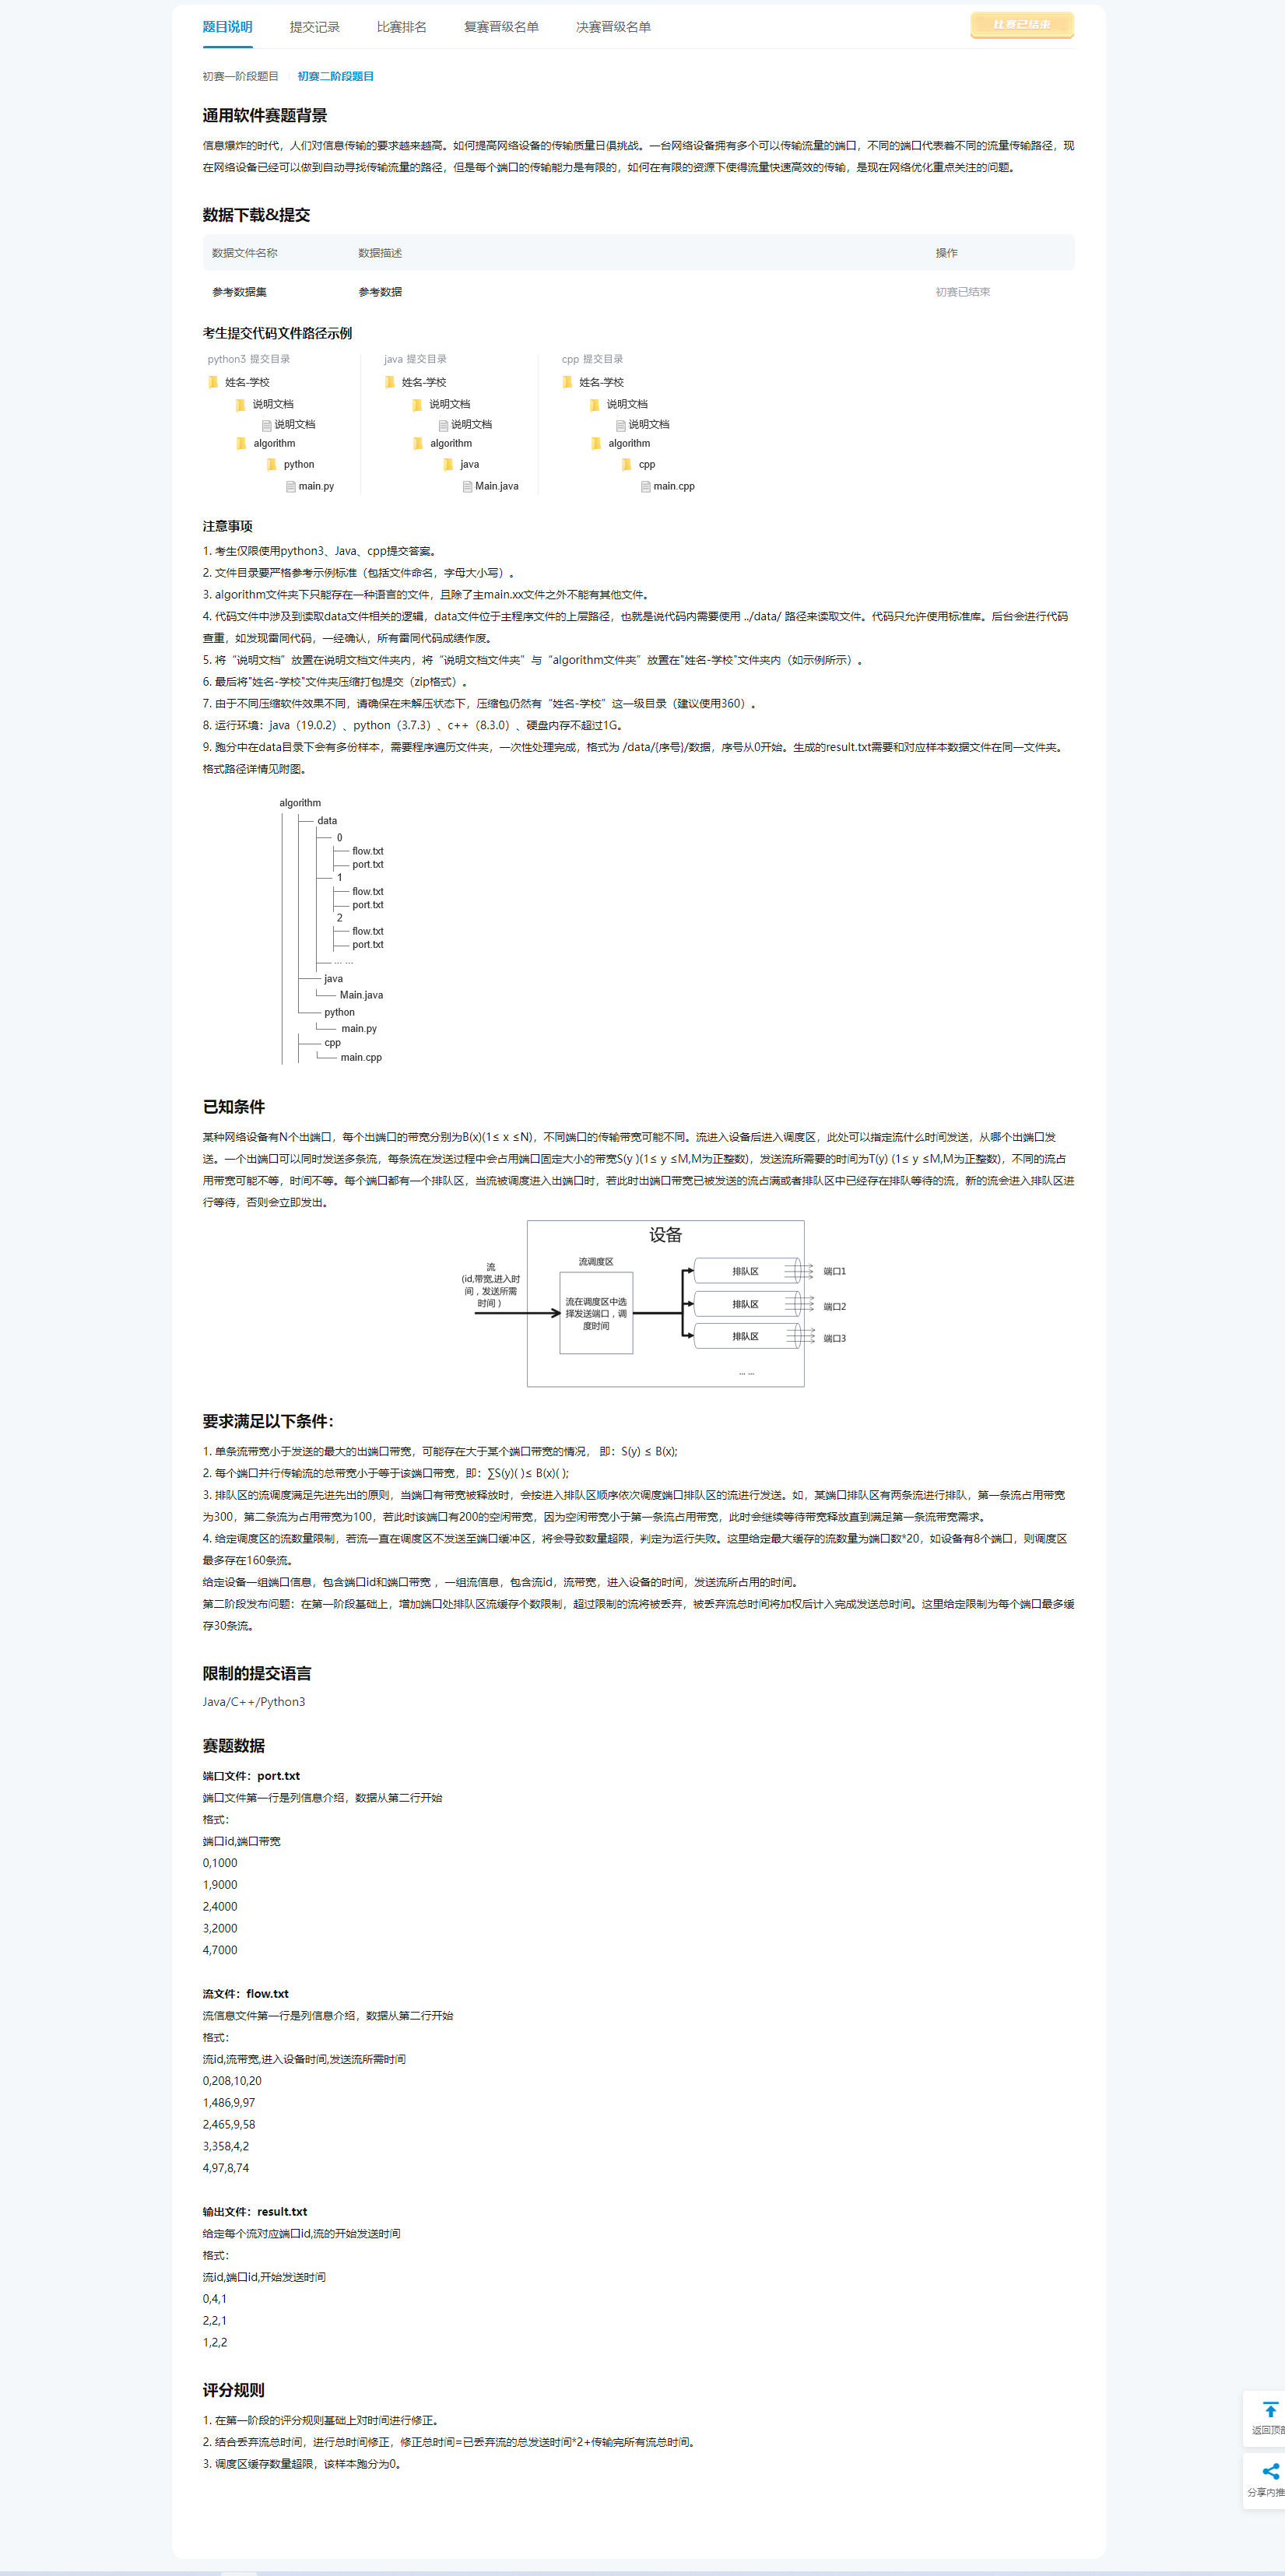 题目说明 提交记录 比赛排名 复赛晋级名单 决赛晋级名单 比赛已结束
初赛一阶段题目 初赛二阶段题目
通用软件赛题背景
信息爆炸的时代，人们对信息传输的要求越来越高。如何提高网络设备的传输质量日俱挑战。一台网络设备拥有多个可以传输流量的端口，不同的端口代表着不同的流量传输路径，现
在网络设备已经可以做到自动寻找传输流量的路径，但是每个端口的传输能力是有限的，如何在有限的资源下使得流量快速高效的传输，是现在网络优化重点关注的问题。
数据下载&提交
数据文件名称 数据描述 操作
参考数据集 参考数据 初赛已结束
考生提交代码文件路径示例
python3 提交目录 java 提交目录 cpp 提交目录
姓名-学校 姓名-学校 姓名-学校
说明文档 说明文档 说明文档
说明文档 说明文档 说明文档
algorithm algorithm algorithm
python java cpp
main.py Main.java main.cpp
注意事项
1. 考生仅限使用python3、Java、cpp提交答案。
2. 文件目录要严格参考示例标准（包括文件命名，字母大小写）。
3. algorithm文件夹下只能存在一种语言的文件，且除了主main.xx文件之外不能有其他文件。
4. 代码文件中涉及到读取data文件相关的逻辑，data文件位于主程序文件的上层路径，也就是说代码内需要使用 ../data/ 路径来读取文件。代码只允许使用标准库。后台会进行代码
查重，如发现雷同代码，一经确认，所有雷同代码成绩作废。
5. 将“说明文档”放置在说明文档文件夹内，将“说明文档文件夹”与“algorithm文件夹”放置在"姓名-学校"文件夹内（如示例所示）。
6. 最后将"姓名-学校"文件夹压缩打包提交（zip格式）。
7. 由于不同压缩软件效果不同，请确保在未解压状态下，压缩包仍然有“姓名-学校”这一级目录（建议使用360）。
8. 运行环境：java（19.0.2）、python（3.7.3）、c++（8.3.0）、硬盘内存不超过1G。
9. 跑分中在data目录下会有多份样本，需要程序遍历文件夹，一次性处理完成，格式为 /data/{序号}/数据，序号从0开始。生成的result.txt需要和对应样本数据文件在同一文件夹。
格式路径详情见附图。
algorithm
data
0
flow.txt
port.txt
1
flow.txt
port.txt
2
flow.txt
port.txt
... ...
java
Main.java
python
main.py
cpp
main.cpp
已知条件
某种网络设备有N个出端口，每个出端口的带宽分别为B(x)(1≤ x ≤N)，不同端口的传输带宽可能不同。流进入设备后进入调度区，此处可以指定流什么时间发送，从哪个出端口发
送。一个出端口可以同时发送多条流，每条流在发送过程中会占用端口固定大小的带宽S(y )(1≤ y ≤M,M为正整数)，发送流所需要的时间为T(y) (1≤ y ≤M,M为正整数)，不同的流占
用带宽可能不等，时间不等。每个端口都有一个排队区，当流被调度进入出端口时，若此时出端口带宽已被发送的流占满或者排队区中已经存在排队等待的流，新的流会进入排队区进
行等待，否则会立即发出。
设备
流调度区
流
(id,带宽,进入时
间，发送所需
时间 )
流在调度区中选
择发送端口，调
度时间
排队区 端口1
排队区 端口2
排队区 端口3
... ...
要求满足以下条件：
1. 单条流带宽小于发送的最大的出端口带宽，可能存在大于某个端口带宽的情况， 即：S(y) ≤ B(x);
2. 每个端口并行传输流的总带宽小于等于该端口带宽，即：∑S(y)( )≤ B(x)( );
3. 排队区的流调度满足先进先出的原则，当端口有带宽被释放时，会按进入排队区顺序依次调度端口排队区的流进行发送。如，某端口排队区有两条流进行排队，第一条流占用带宽
为300，第二条流为占用带宽为100，若此时该端口有200的空闲带宽，因为空闲带宽小于第一条流占用带宽，此时会继续等待带宽释放直到满足第一条流带宽需求。
4. 给定调度区的流数量限制，若流一直在调度区不发送至端口缓冲区，将会导致数量超限，判定为运行失败。这里给定最大缓存的流数量为端口数*20，如设备有8个端口，则调度区
最多存在160条流。
给定设备一组端口信息，包含端口id和端口带宽 ，一组流信息，包含流id，流带宽，进入设备的时间，发送流所占用的时间。
第二阶段发布问题：在第一阶段基础上，增加端口处排队区流缓存个数限制，超过限制的流将被丢弃，被丢弃流总时间将加权后计入完成发送总时间。这里给定限制为每个端口最多缓
存30条流。
限制的提交语言
Java/C++/Python3
赛题数据
端口文件：port.txt
端口文件第一行是列信息介绍，数据从第二行开始
格式：
端口id,端口带宽
0,1000
1,9000
2,4000
3,2000
4,7000
流文件：flow.txt
流信息文件第一行是列信息介绍，数据从第二行开始
格式：
流id,流带宽,进入设备时间,发送流所需时间
0,208,10,20
1,486,9,97
2,465,9,58
3,358,4,2
4,97,8,74
输出文件：result.txt
给定每个流对应端口id,流的开始发送时间
格式：
流id,端口id,开始发送时间
0,4,1
2,2,1
1,2,2
评分规则
1. 在第一阶段的评分规则基础上对时间进行修正。
2. 结合丢弃流总时间，进行总时间修正，修正总时间=已丢弃流的总发送时间*2+传输完所有流总时间。
3. 调度区缓存数量超限，该样本跑分为0。
返回顶部
分享内推